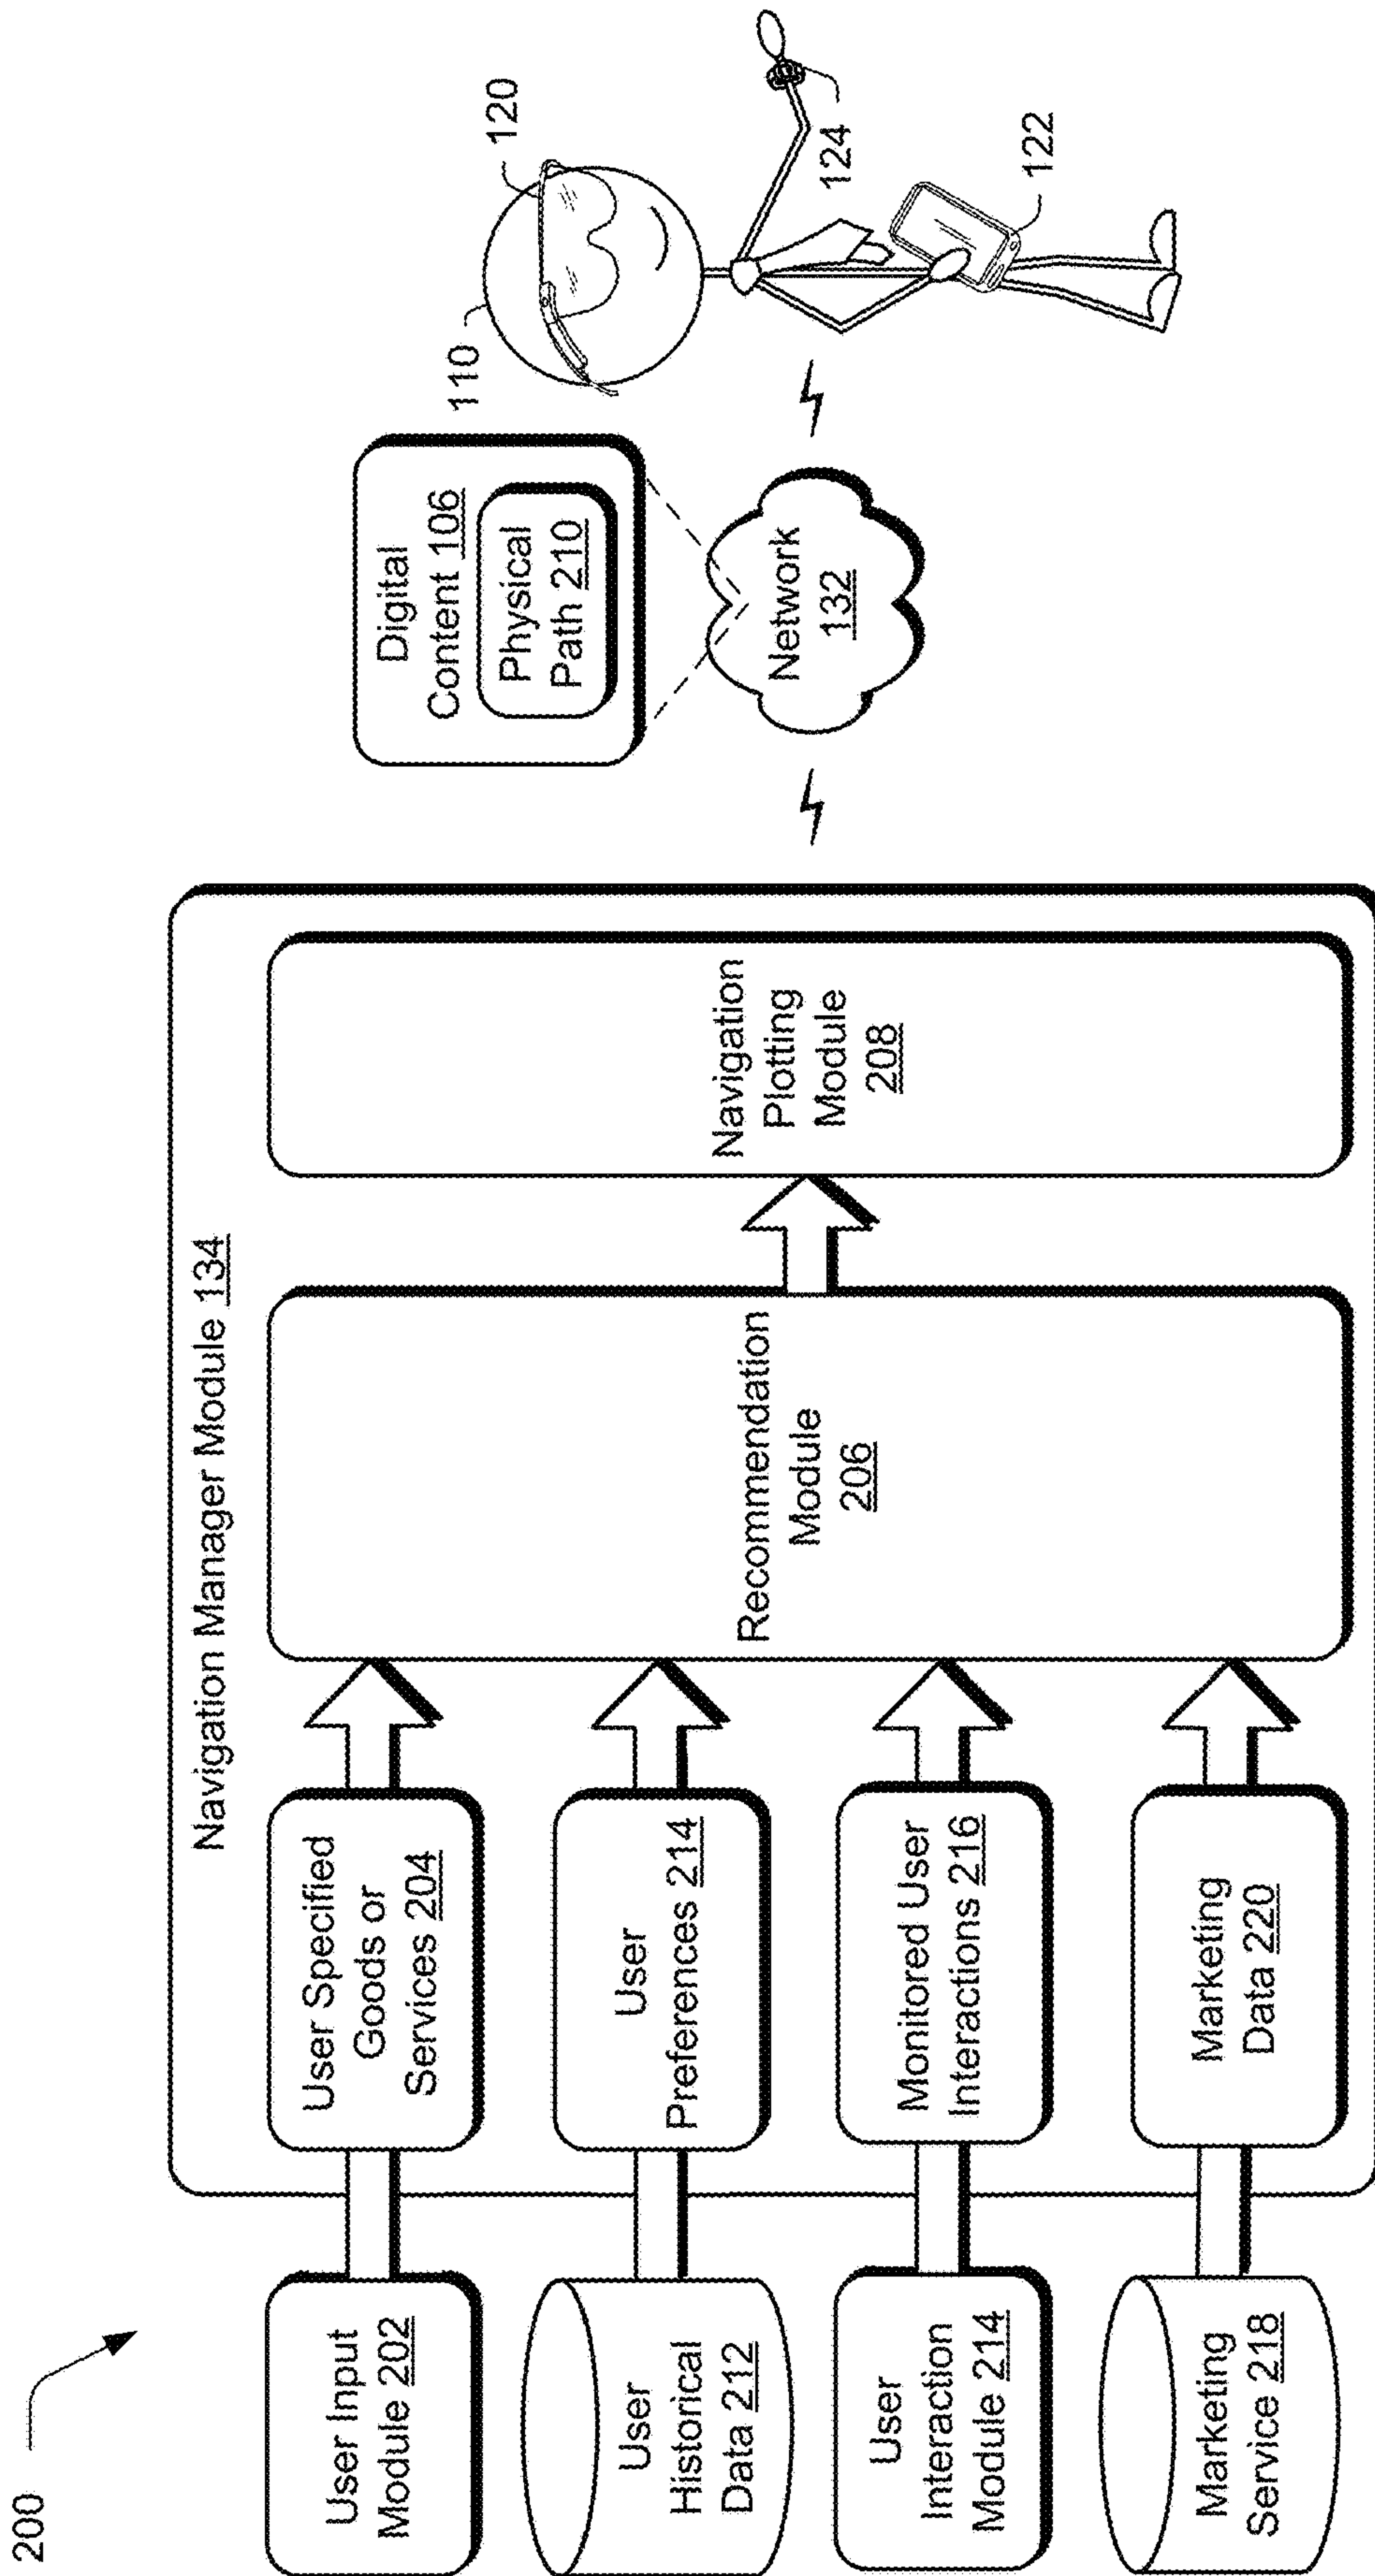 200
Navigation Manager Module 134
User Input
Module 202
User Specified
Goods or
Services 204
User
Historical
Data 212
User
Preferences 214
User
Interaction
Module 214
Monitored User
Interactions 216
Marketing
Service 218
Marketing
Data 220
Recommendation
Module
206
Navigation
Plotting
Module
208
Digital
Content 106
Physical
Path 210
Network
132
110
120
124
122